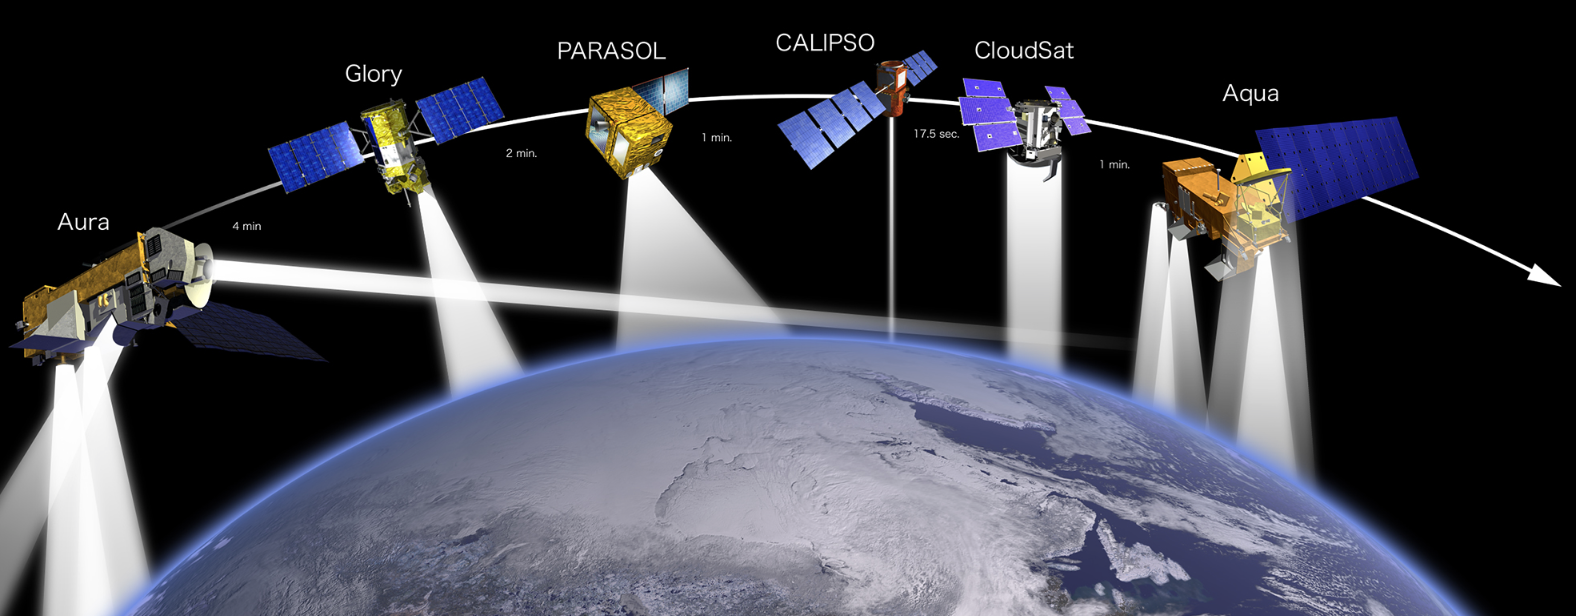 Aura
4 min
Glory
2 min.
PARASOL
1 min.
CALIPSO
17.5 sec.
CloudSat
1 min.
Aqua